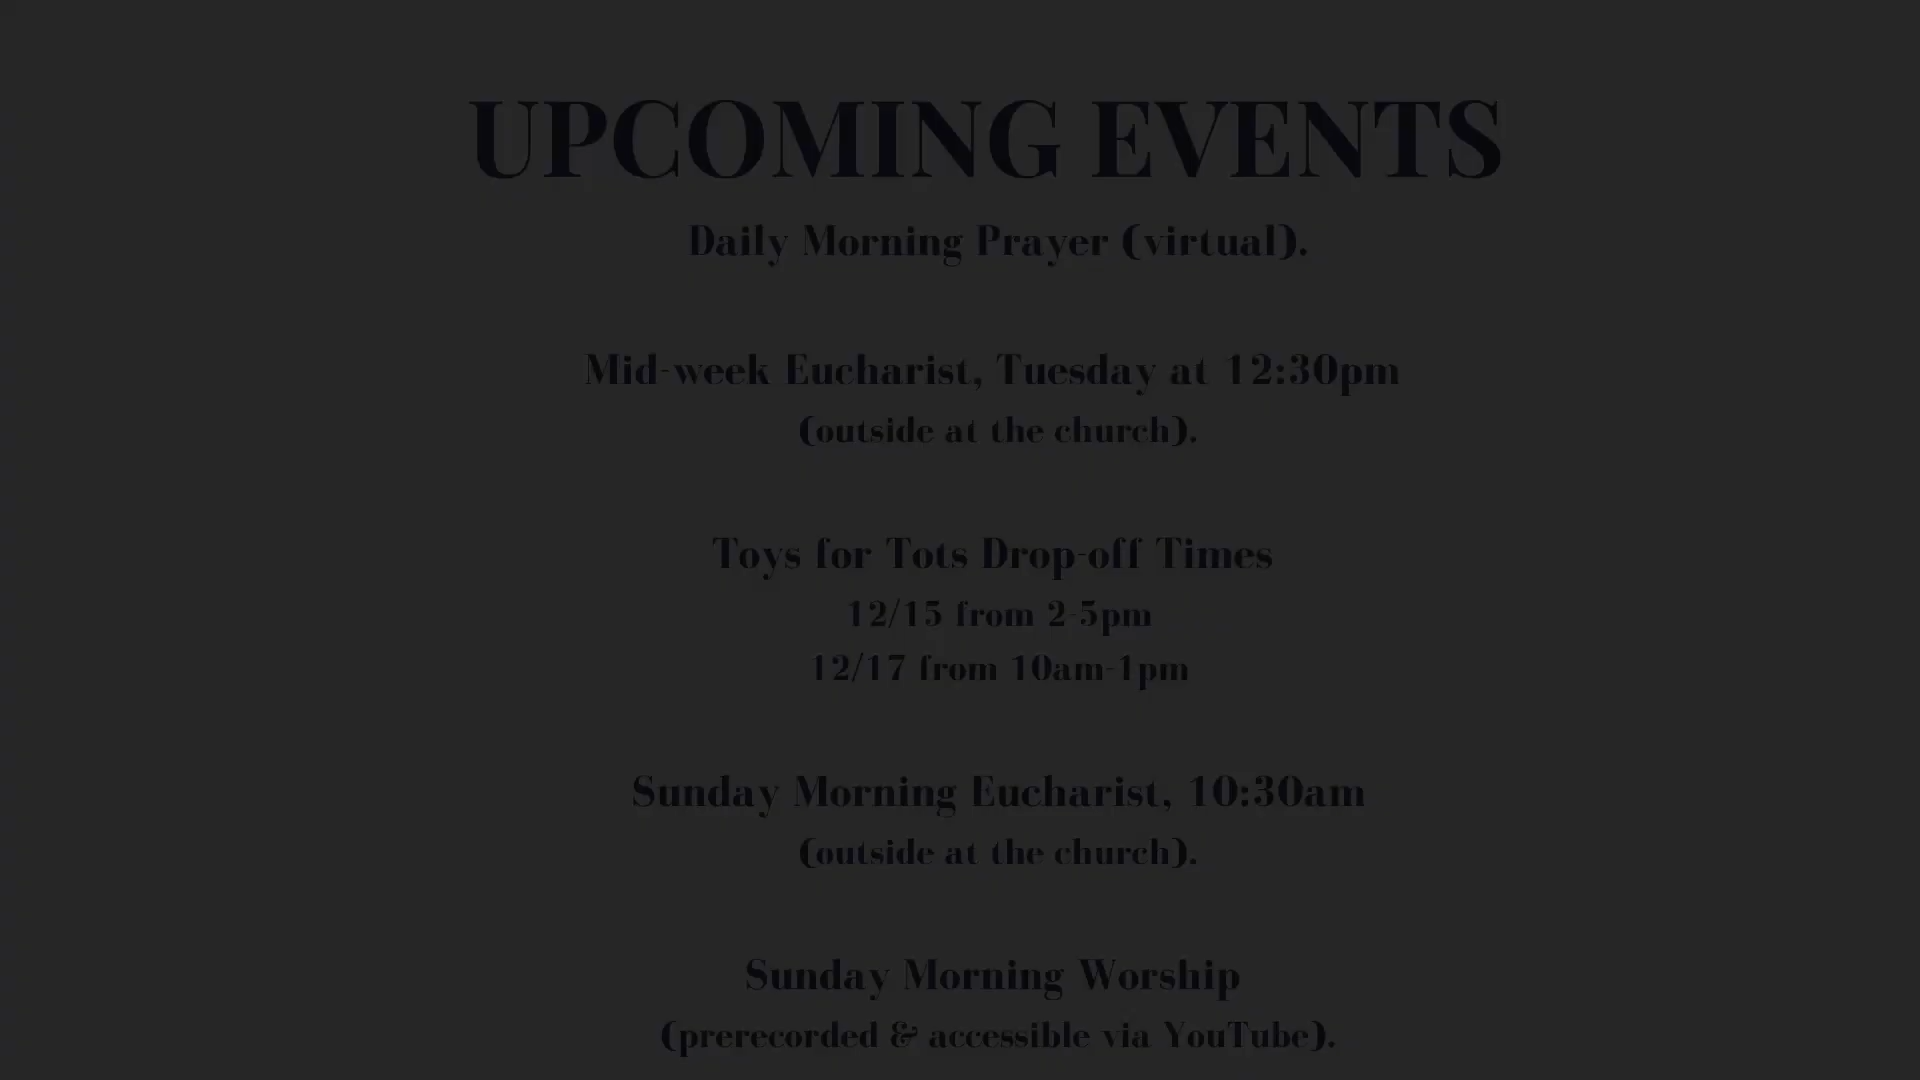 UPCOMING EVENTS
Daily Morning Prayer (virtual).
Mid-week Eucharist, Tuesday at 12:30pm
(outside at the church).
Toys for Tots Drop-off Times
12/15 from 2-5pm
12/17 from 10am-1pm
Sunday Morning Eucharist, 10:30am
(outside at the church).
Sunday Morning Worship
(prerecorded & accessible via YouTube).